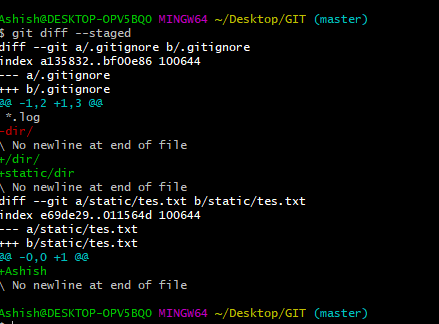 Ashish@DESKTOP-OPV5BQO MINGW64 ~/Desktop/GIT (master)
$ git diff --staged
diff --git a/.gitignore b/.gitignore
index a135832..bf00e86 100644
--- a/.gitignore
+++ b/.gitignore
@@ -1,2 +1,3 @@
 *.log
-dir/
\ No newline at end of file
+/dir/
+static/dir
\ No newline at end of file
diff --git a/static/tes.txt b/static/tes.txt
index e69de29..011564d 100644
--- a/static/tes.txt
+++ b/static/tes.txt
@@ -0,0 +1 @@
+Ashish
\ No newline at end of file
Ashish@DESKTOP-OPV5BQO MINGW64 ~/Desktop/GIT (master)